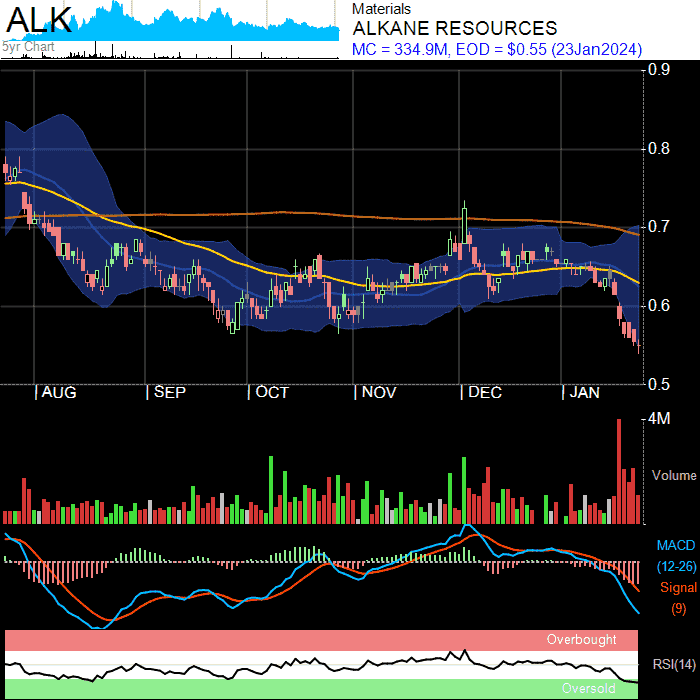 ALK
5yr Chart
Materials
ALKANE RESOURCES
MC = 334.9M, EOD = $0.55 (23Jan2024)
0.9
0.8
0.7
0.6
0.5
| AUG | SEP | OCT | NOV | DEC | JAN
4M
Volume
MACD
(12-26)
Signal
(9)
Overbought
RSI(14)
Oversold